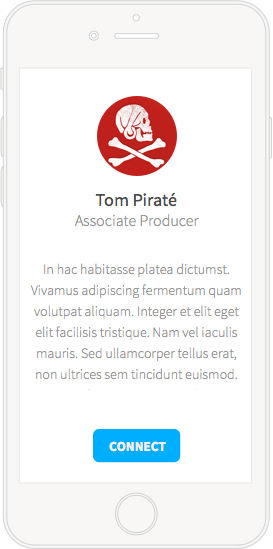 Tom Piraté
Associate Producer
In hac habitasse platea dictumst.
Vivamus adipiscing fermentum quam
volutpat aliquam. Integer et elit eget
elit facilisis tristique. Nam vel iaculis
mauris. Sed ullamcorper tellus erat,
non ultrices sem tincidunt euismod.
CONNECT